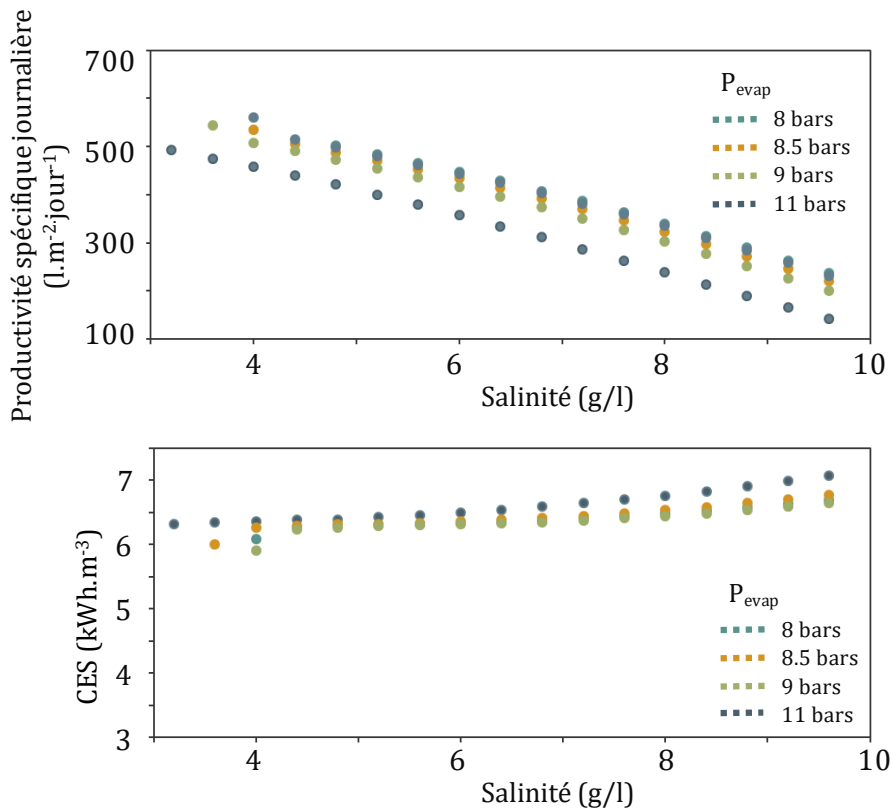 Productivité spécifique journalière
(l.m-2.jour-1)
700
500
300
100
4
6
8
10
Salinité (g/l)
Pevap
8 bars
8.5 bars
9 bars
11 bars
CES (kWh.m-3)
7
6
5
4
3
4
6
8
10
Salinité (g/l)
Pevap
8 bars
8.5 bars
9 bars
11 bars